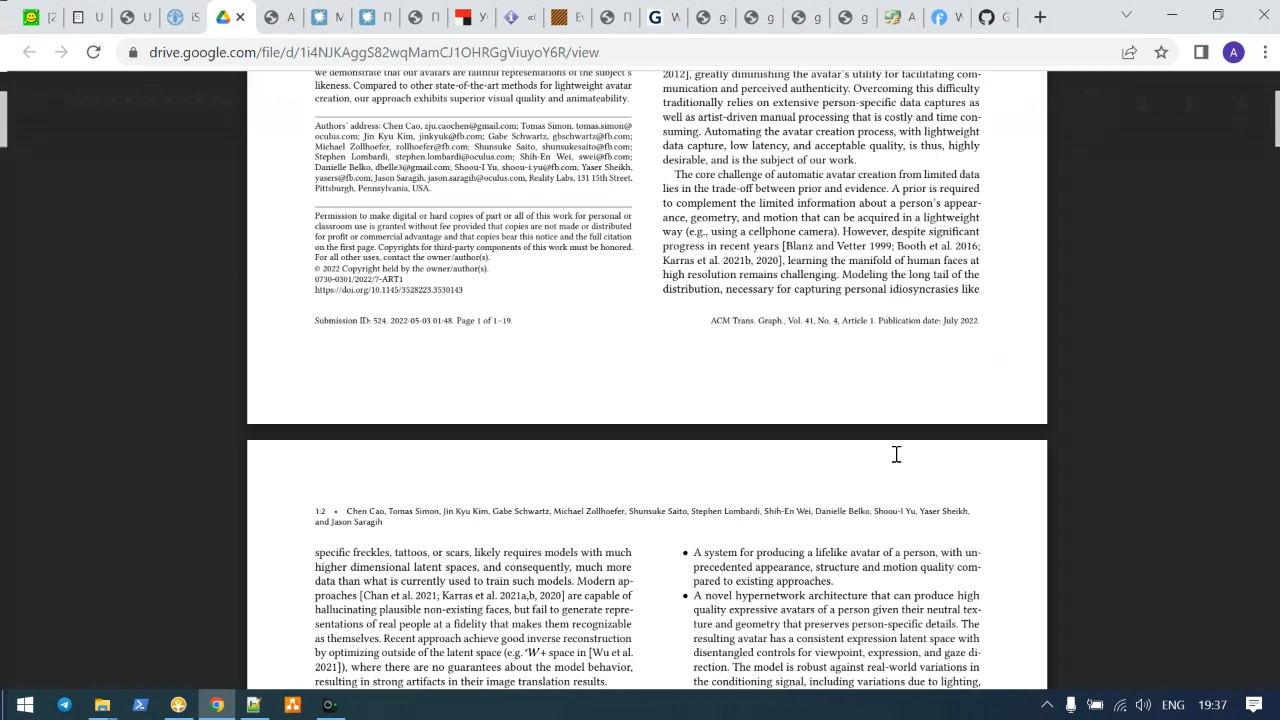 drive.google.com/file/d/1i4NJKAggS82wqMamCJ1OHRGgViuyoY6R/view
A
we demonstrate that our avatars are faithful representations of the subject's
likeness. Compared to other state-of-the-art methods for lightweight avatar
creation, our approach exhibits superior visual quality and animateability.
Authors' address: Chen Cao, zju.caochen@gmail.com; Tomas Simon, tomas.simon@
oculus.com; Jin Kyu Kim, jinkyuk@fb.com; Gabe Schwartz, gbschwartz@fb.com;
Michael Zollhoefer, zollhoefer@fb.com; Shunsuke Saito, shunsukesaito@fb.com;
Stephen Lombardi, stephen.lombardi@oculus.com; Shih-En Wei, swei@fb.com;
Danielle Belko, dbelle3@gmail.com; Shoou-I Yu, shoou-i.yu@fb.com; Yaser Sheikh,
yasers@fb.com; Jason Saragih, jason.saragih@oculus.com, Reality Labs, 131 15th Street,
Pittsburgh, Pennsylvania, USA.
Permission to make digital or hard copies of part or all of this work for personal or
classroom use is granted without fee provided that copies are not made or distributed
for profit or commercial advantage and that copies bear this notice and the full citation
on the first page. Copyrights for third-party components of this work must be honored.
For all other uses, contact the owner/author(s).
© 2022 Copyright held by the owner/author(s).
0730-0301/2022/7-ART1
https://doi.org/10.1145/3528223.3530143
2012], greatly diminishing the avatar's utility for facilitating com-
munication and perceived authenticity. Overcoming this difficulty
traditionally relies on extensive person-specific data captures as
well as artist-driven manual processing that is costly and time con-
suming. Automating the avatar creation process, with lightweight
data capture, low latency, and acceptable quality, is thus, highly
desirable, and is the subject of our work.
The core challenge of automatic avatar creation from limited data
lies in the trade-off between prior and evidence. A prior is required
to complement the limited information about a person's appear-
ance, geometry, and motion that can be acquired in a lightweight
way (e.g., using a cellphone camera). However, despite significant
progress in recent years [Blanz and Vetter 1999; Booth et al. 2016;
Karras et al. 2021b, 2020], learning the manifold of human faces at
high resolution remains challenging. Modeling the long tail of the
distribution, necessary for capturing personal idiosyncrasies like
Submission ID: 524. 2022-05-03 01:48. Page 1 of 1–19.
ACM Trans. Graph., Vol. 41, No. 4, Article 1. Publication date: July 2022.
1:2 • Chen Cao, Tomas Simon, Jin Kyu Kim, Gabe Schwartz, Michael Zollhoefer, Shunsuke Saito, Stephen Lombardi, Shih-En Wei, Danielle Belko, Shoou-I Yu, Yaser Sheikh,
and Jason Saragih
specific freckles, tattoos, or scars, likely requires models with much
higher dimensional latent spaces, and consequently, much more
data than what is currently used to train such models. Modern ap-
proaches [Chan et al. 2021; Karras et al. 2021a,b, 2020] are capable of
hallucinating plausible non-existing faces, but fail to generate repre-
sentations of real people at a fidelity that makes them recognizable
as themselves. Recent approach achieve good inverse reconstruction
by optimizing outside of the latent space (e.g. W+ space in [Wu et al.
2021]), where there are no guarantees about the model behavior,
resulting in strong artifacts in their image translation results.
• A system for producing a lifelike avatar of a person, with un-
precedented appearance, structure and motion quality com-
pared to existing approaches.
• A novel hypernetwork architecture that can produce high
quality expressive avatars of a person given their neutral tex-
ture and geometry that preserves person-specific details. The
resulting avatar has a consistent expression latent space with
disentangled controls for viewpoint, expression, and gaze di-
rection. The model is robust against real-world variations in
the conditioning signal, including variations due to lighting,
ENG 19:37